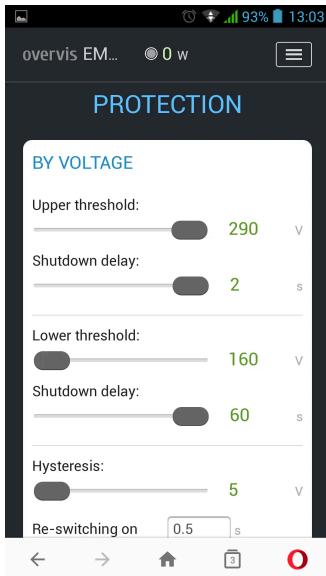 93% 13:03
overvis EM... 0 w
PROTECTION
BY VOLTAGE
Upper threshold:
290 V
Shutdown delay:
2 s
Lower threshold:
160 V
Shutdown delay:
60 s
Hysteresis:
5 V
Re-switching on 0.5 s
3